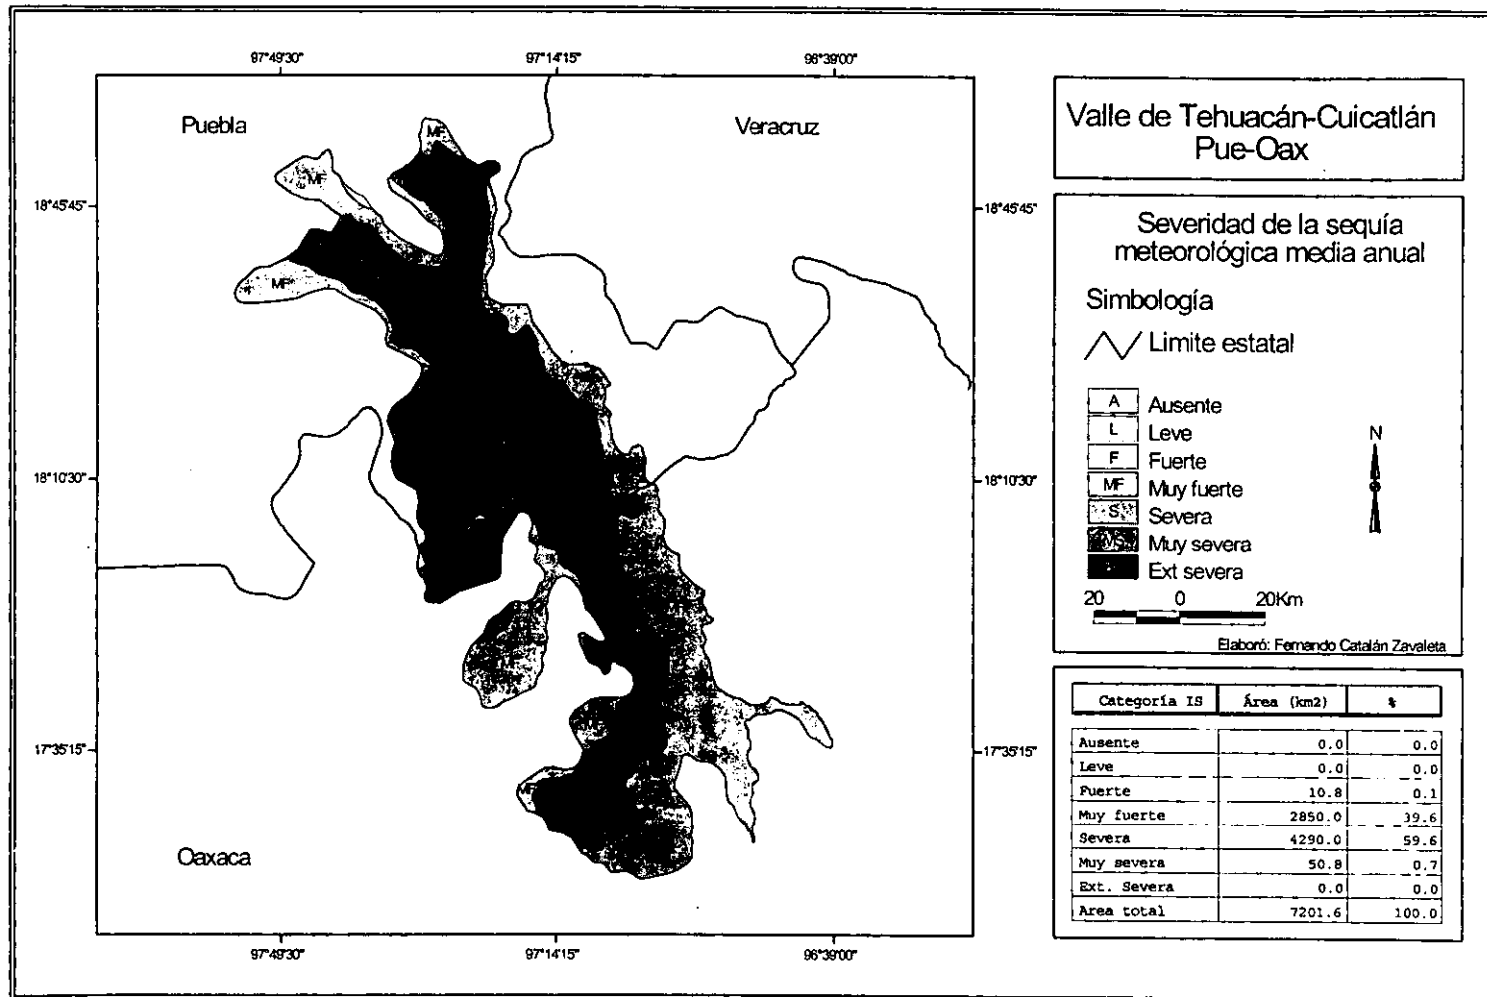 97°49'30"
97°14'15"
96°39'00"
Puebla
Veracruz
MF
MF
MF
18°45'45"
18°45'45"
18°10'30"
18°10'30"
17°35'15"
17°35'15"
MF
Oaxaca
97°49'30"
97°14'15"
96°39'00"
Valle de Tehuacán-Cuicatlán
Pue-Oax
Severidad de la sequía
meteorológica media anual
Simbología
Limite estatal
A Ausente
L Leve
F Fuerte
MF Muy fuerte
S Severa
MS Muy severa
Ext severa
N
20 0 20Km
Elaboró: Fernando Catalán Zavaleta
Categoría IS Área (km2) %
Ausente 0.0 0.0
Leve 0.0 0.0
Fuerte 10.8 0.1
Muy fuerte 2850.0 39.6
Severa 4290.0 59.6
Muy severa 50.8 0.7
Ext. Severa 0.0 0.0
Area total 7201.6 100.0